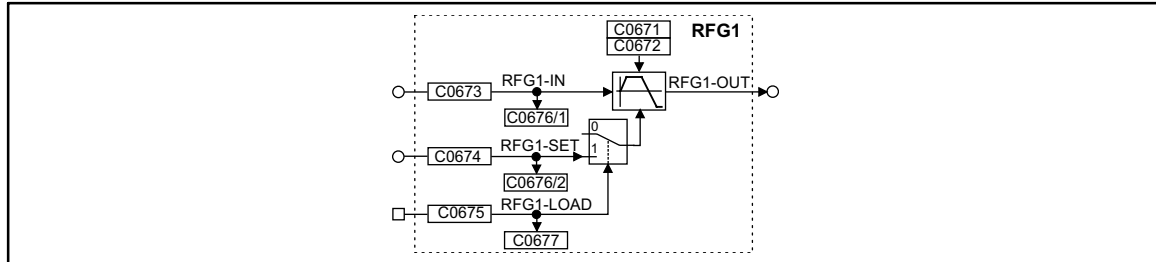 C0671
RFG1
C0672
RFG1-IN
RFG1-OUT
C0673
C0676/1
0
RFG1-SET
1
C0674
C0676/2
RFG1-LOAD
C0675
C0677